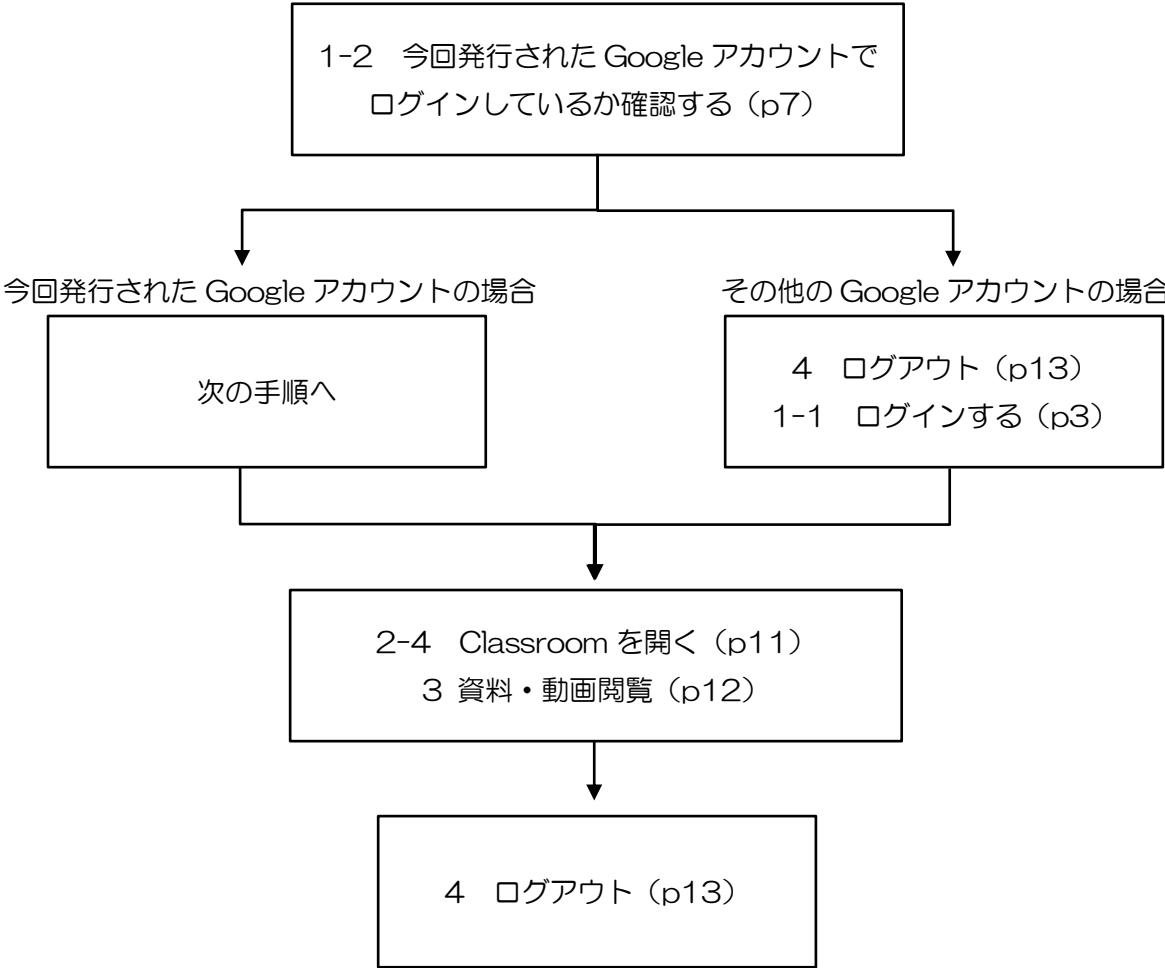 1-2　今回発行された Google アカウントで
ログインしているか確認する（p7）
今回発行された Google アカウントの場合
その他の Google アカウントの場合
次の手順へ
4　ログアウト（p13）
1-1　ログインする（p3）
2-4　Classroom を開く（p11）
3 資料・動画閲覧（p12）
4　ログアウト（p13）